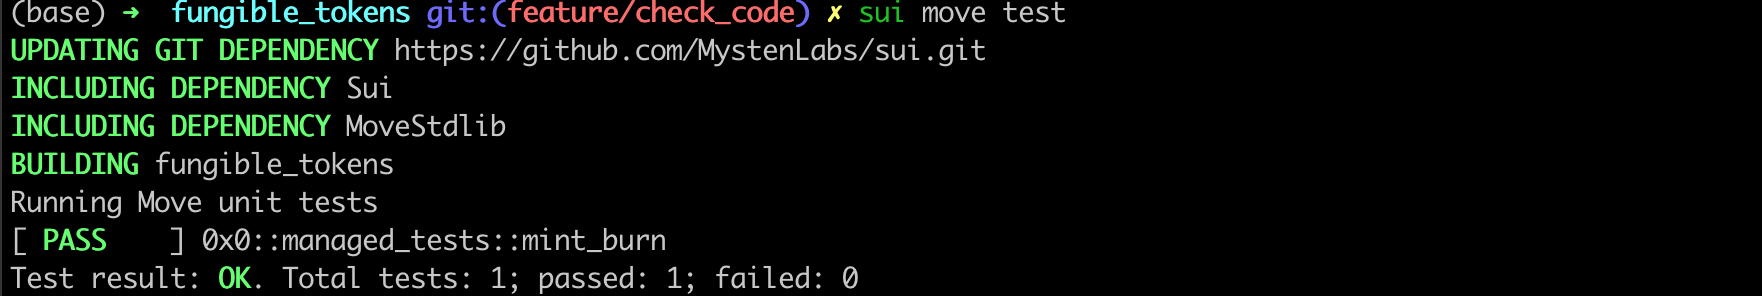 (base) ➜  fungible_tokens git:(feature/check_code) ✗ sui move test
UPDATING GIT DEPENDENCY https://github.com/MystenLabs/sui.git
INCLUDING DEPENDENCY Sui
INCLUDING DEPENDENCY MoveStdlib
BUILDING fungible_tokens
Running Move unit tests
[ PASS    ] 0x0::managed_tests::mint_burn
Test result: OK. Total tests: 1; passed: 1; failed: 0